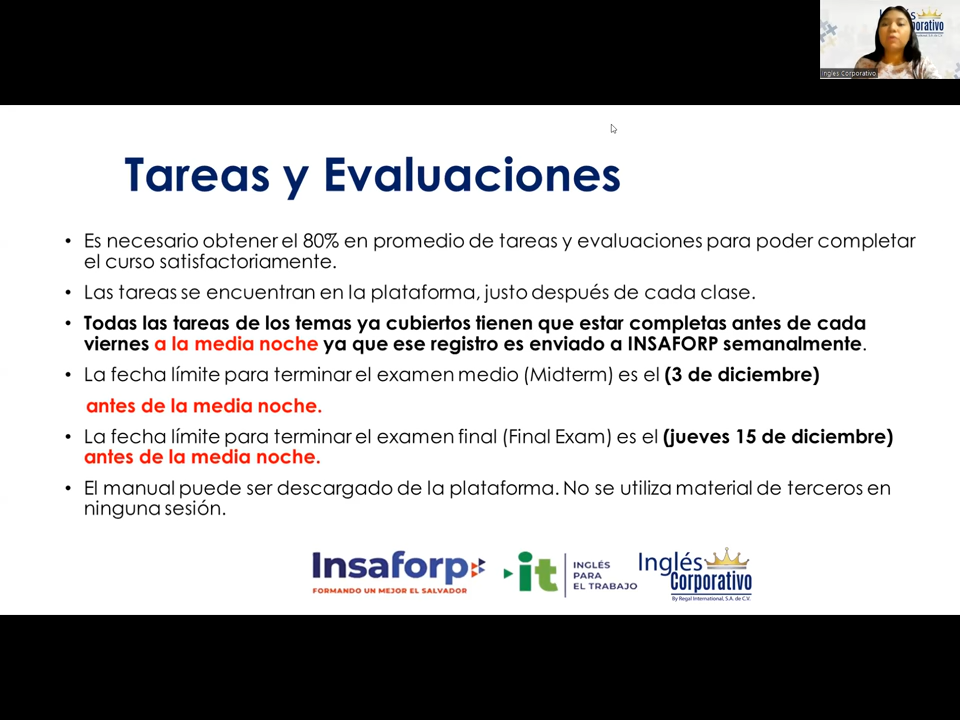 Inglés Corporativo
Tareas y Evaluaciones
• Es necesario obtener el 80% en promedio de tareas y evaluaciones para poder completar
el curso satisfactoriamente.
• Las tareas se encuentran en la plataforma, justo después de cada clase.
• Todas las tareas de los temas ya cubiertos tienen que estar completas antes de cada
viernes a la media noche ya que ese registro es enviado a INSAFORP semanalmente.
• La fecha límite para terminar el examen medio (Midterm) es el (3 de diciembre)
antes de la media noche.
• La fecha límite para terminar el examen final (Final Exam) es el (jueves 15 de diciembre)
antes de la media noche.
• El manual puede ser descargado de la plataforma. No se utiliza material de terceros en
ninguna sesión.
Insaforp
FORMANDO UN MEJOR EL SALVADOR
it
INGLÉS
PARA
EL TRABAJO
Inglés
Corporativo
By Regal International, S.A. de C.V.